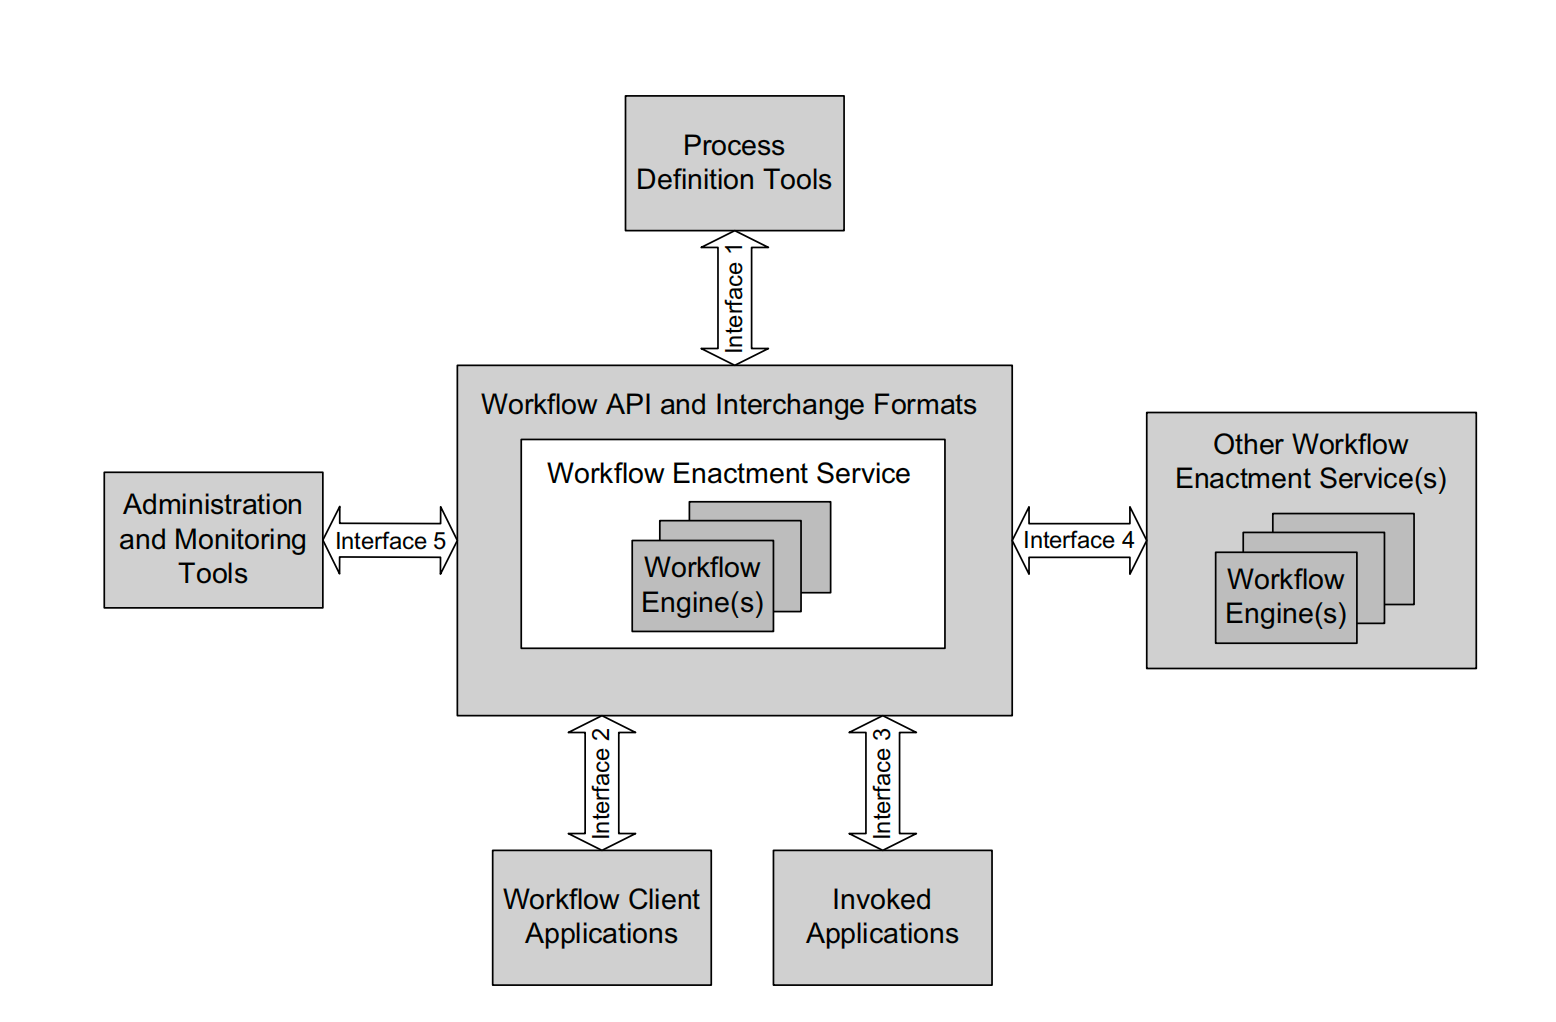 Process
Definition Tools
Interface 1
Workflow API and Interchange Formats
Workflow Enactment Service
Workflow
Engine(s)
Administration
and Monitoring
Tools
Interface 5
Interface 4
Other Workflow
Enactment Service(s)
Workflow
Engine(s)
Interface 2
Interface 3
Workflow Client
Applications
Invoked
Applications